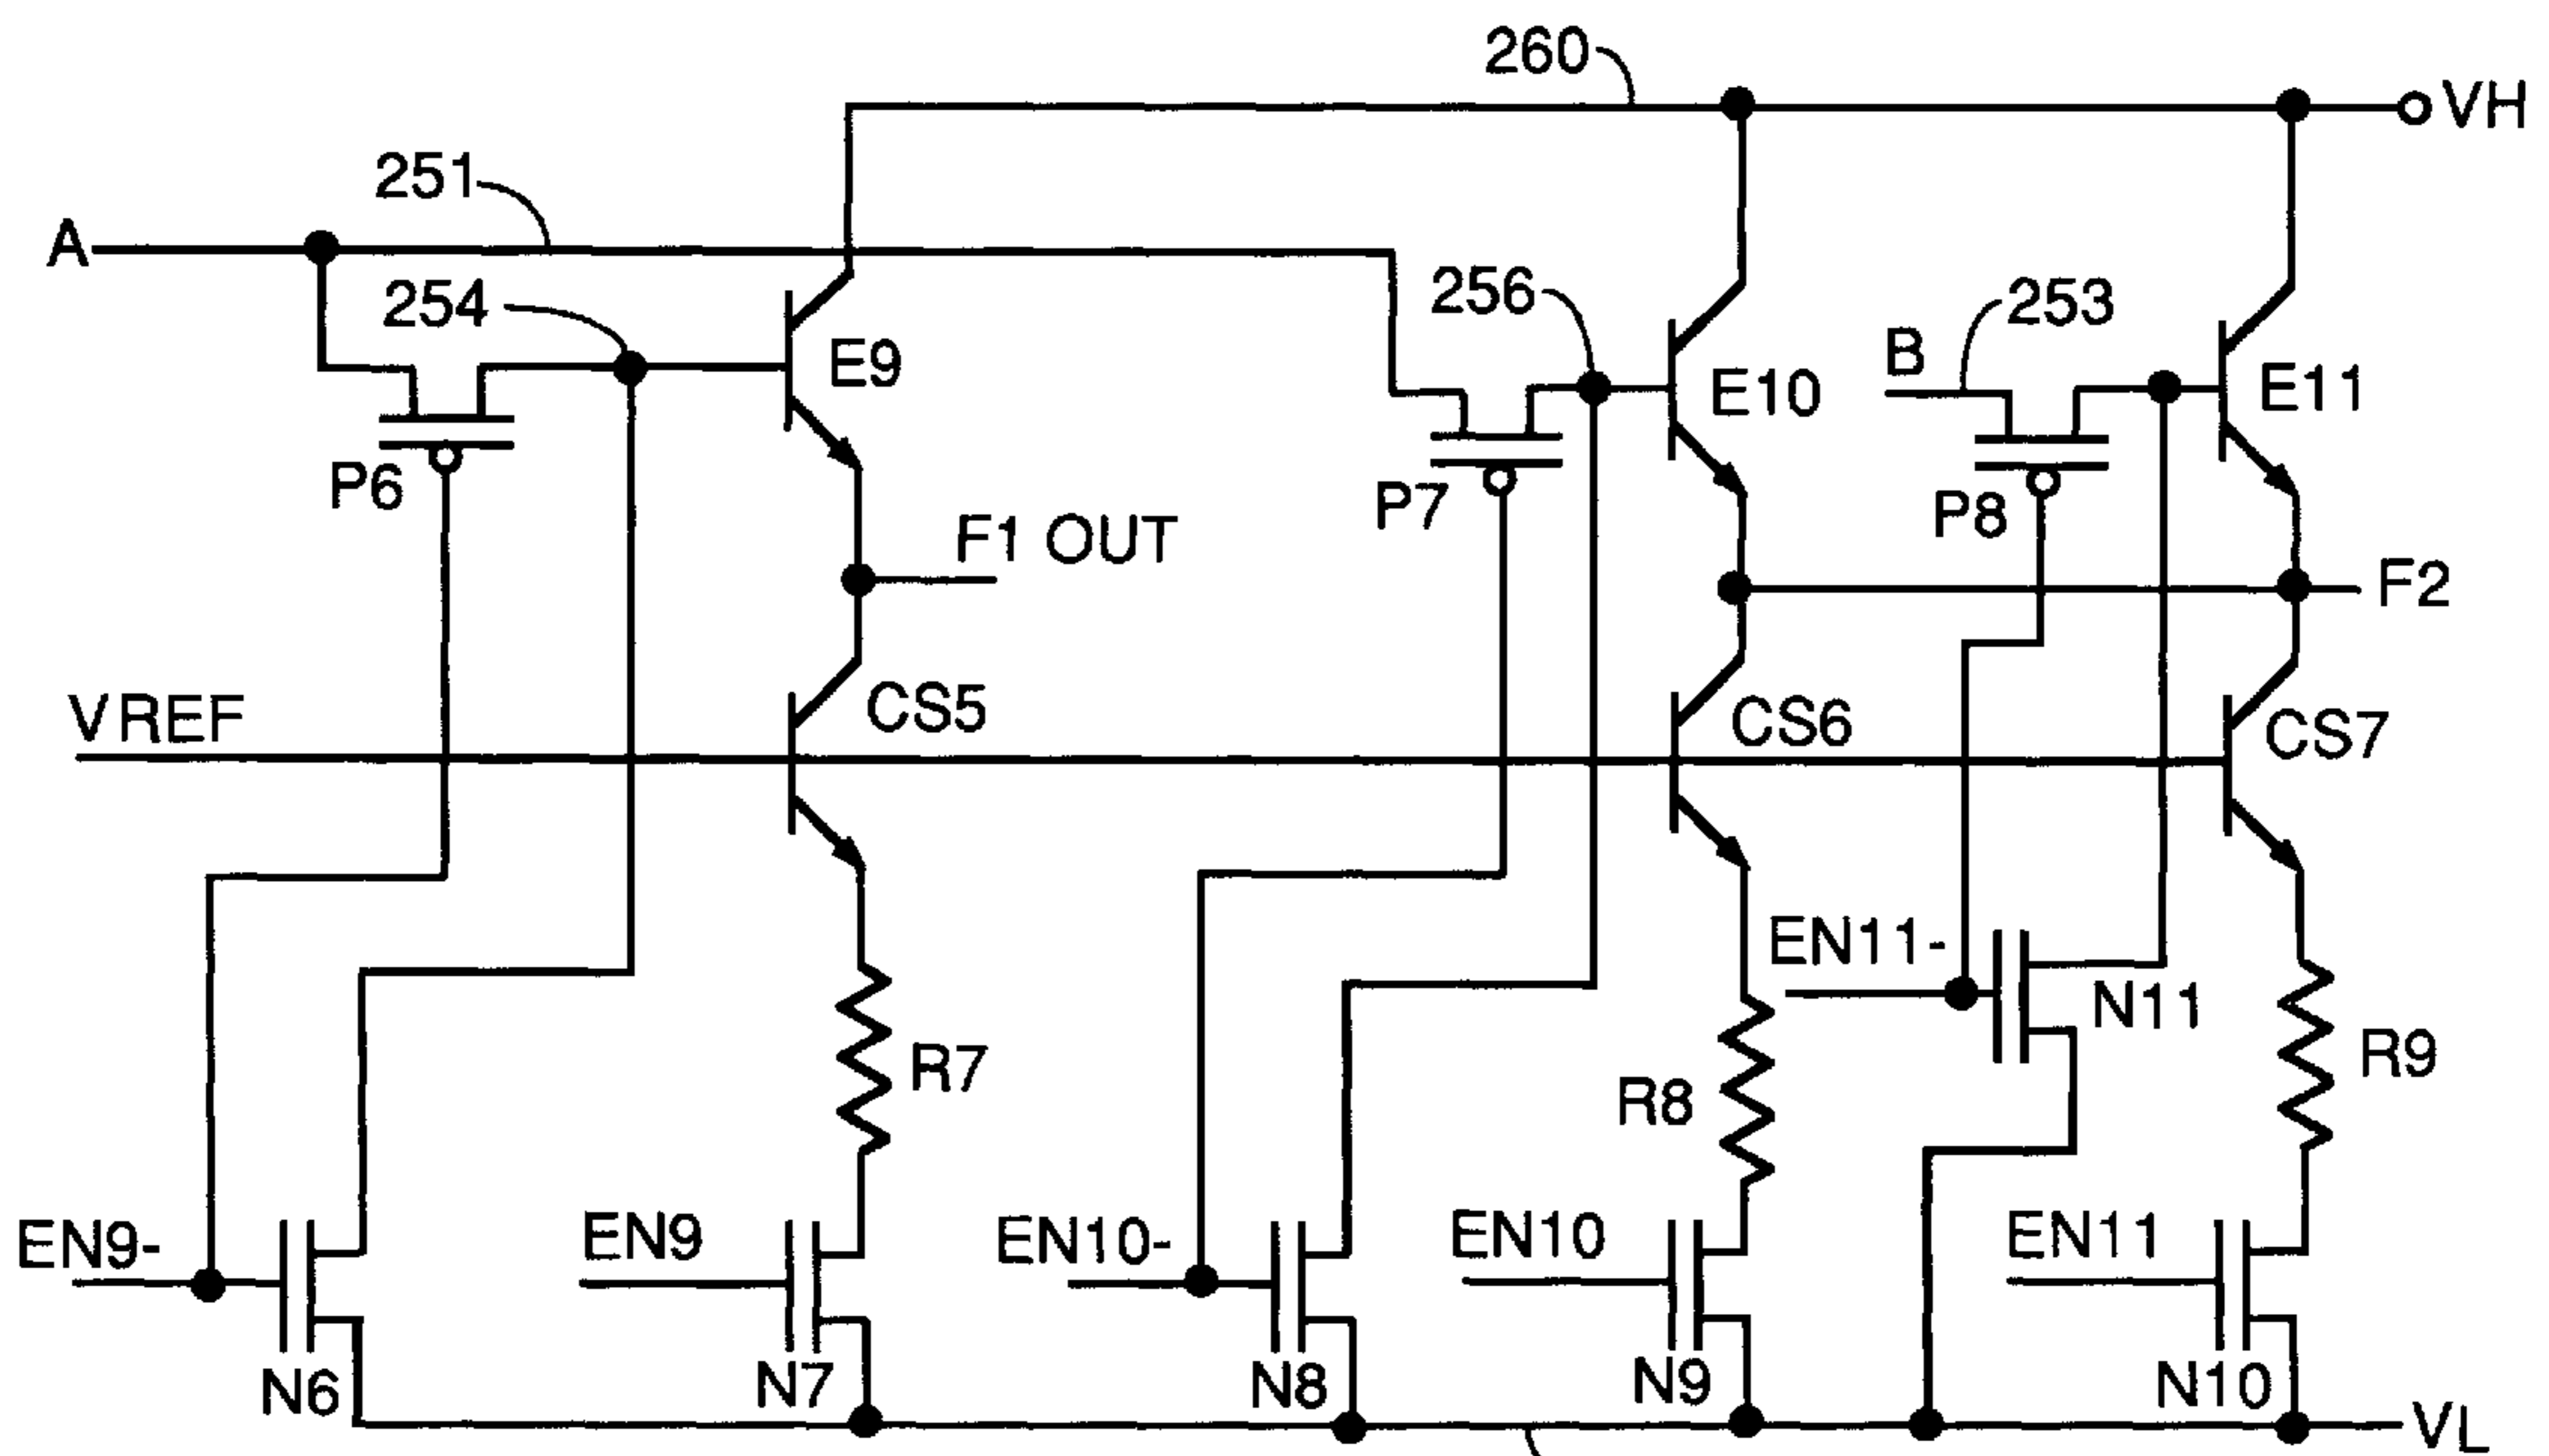 260
VH
251
A
254
256
253
B
E9
E10
E11
P6
P7
P8
F1 OUT
F2
VREF
CS5
CS6
CS7
EN11-
N11
R7
R8
R9
EN9-
EN9
EN10-
EN10
EN11
N6
N7
N8
N9
N10
VL